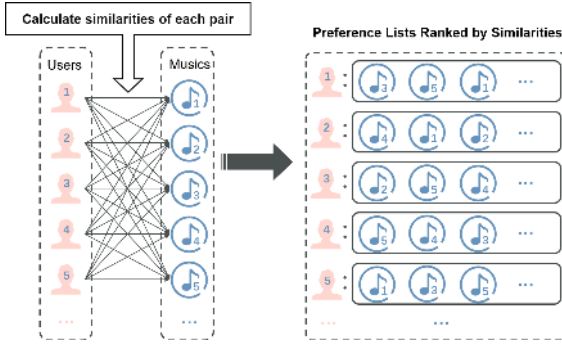 Calculate similarities of each pair
Preference Lists Ranked by Similarities
Users
Musics
1
2
3
4
5
...
1
2
3
4
5
...
1 : 3 5 1 ...
2 : 4 1 2 ...
3 : 2 5 4 ...
4 : 5 4 3 ...
5 : 1 3 5 ...
... ...